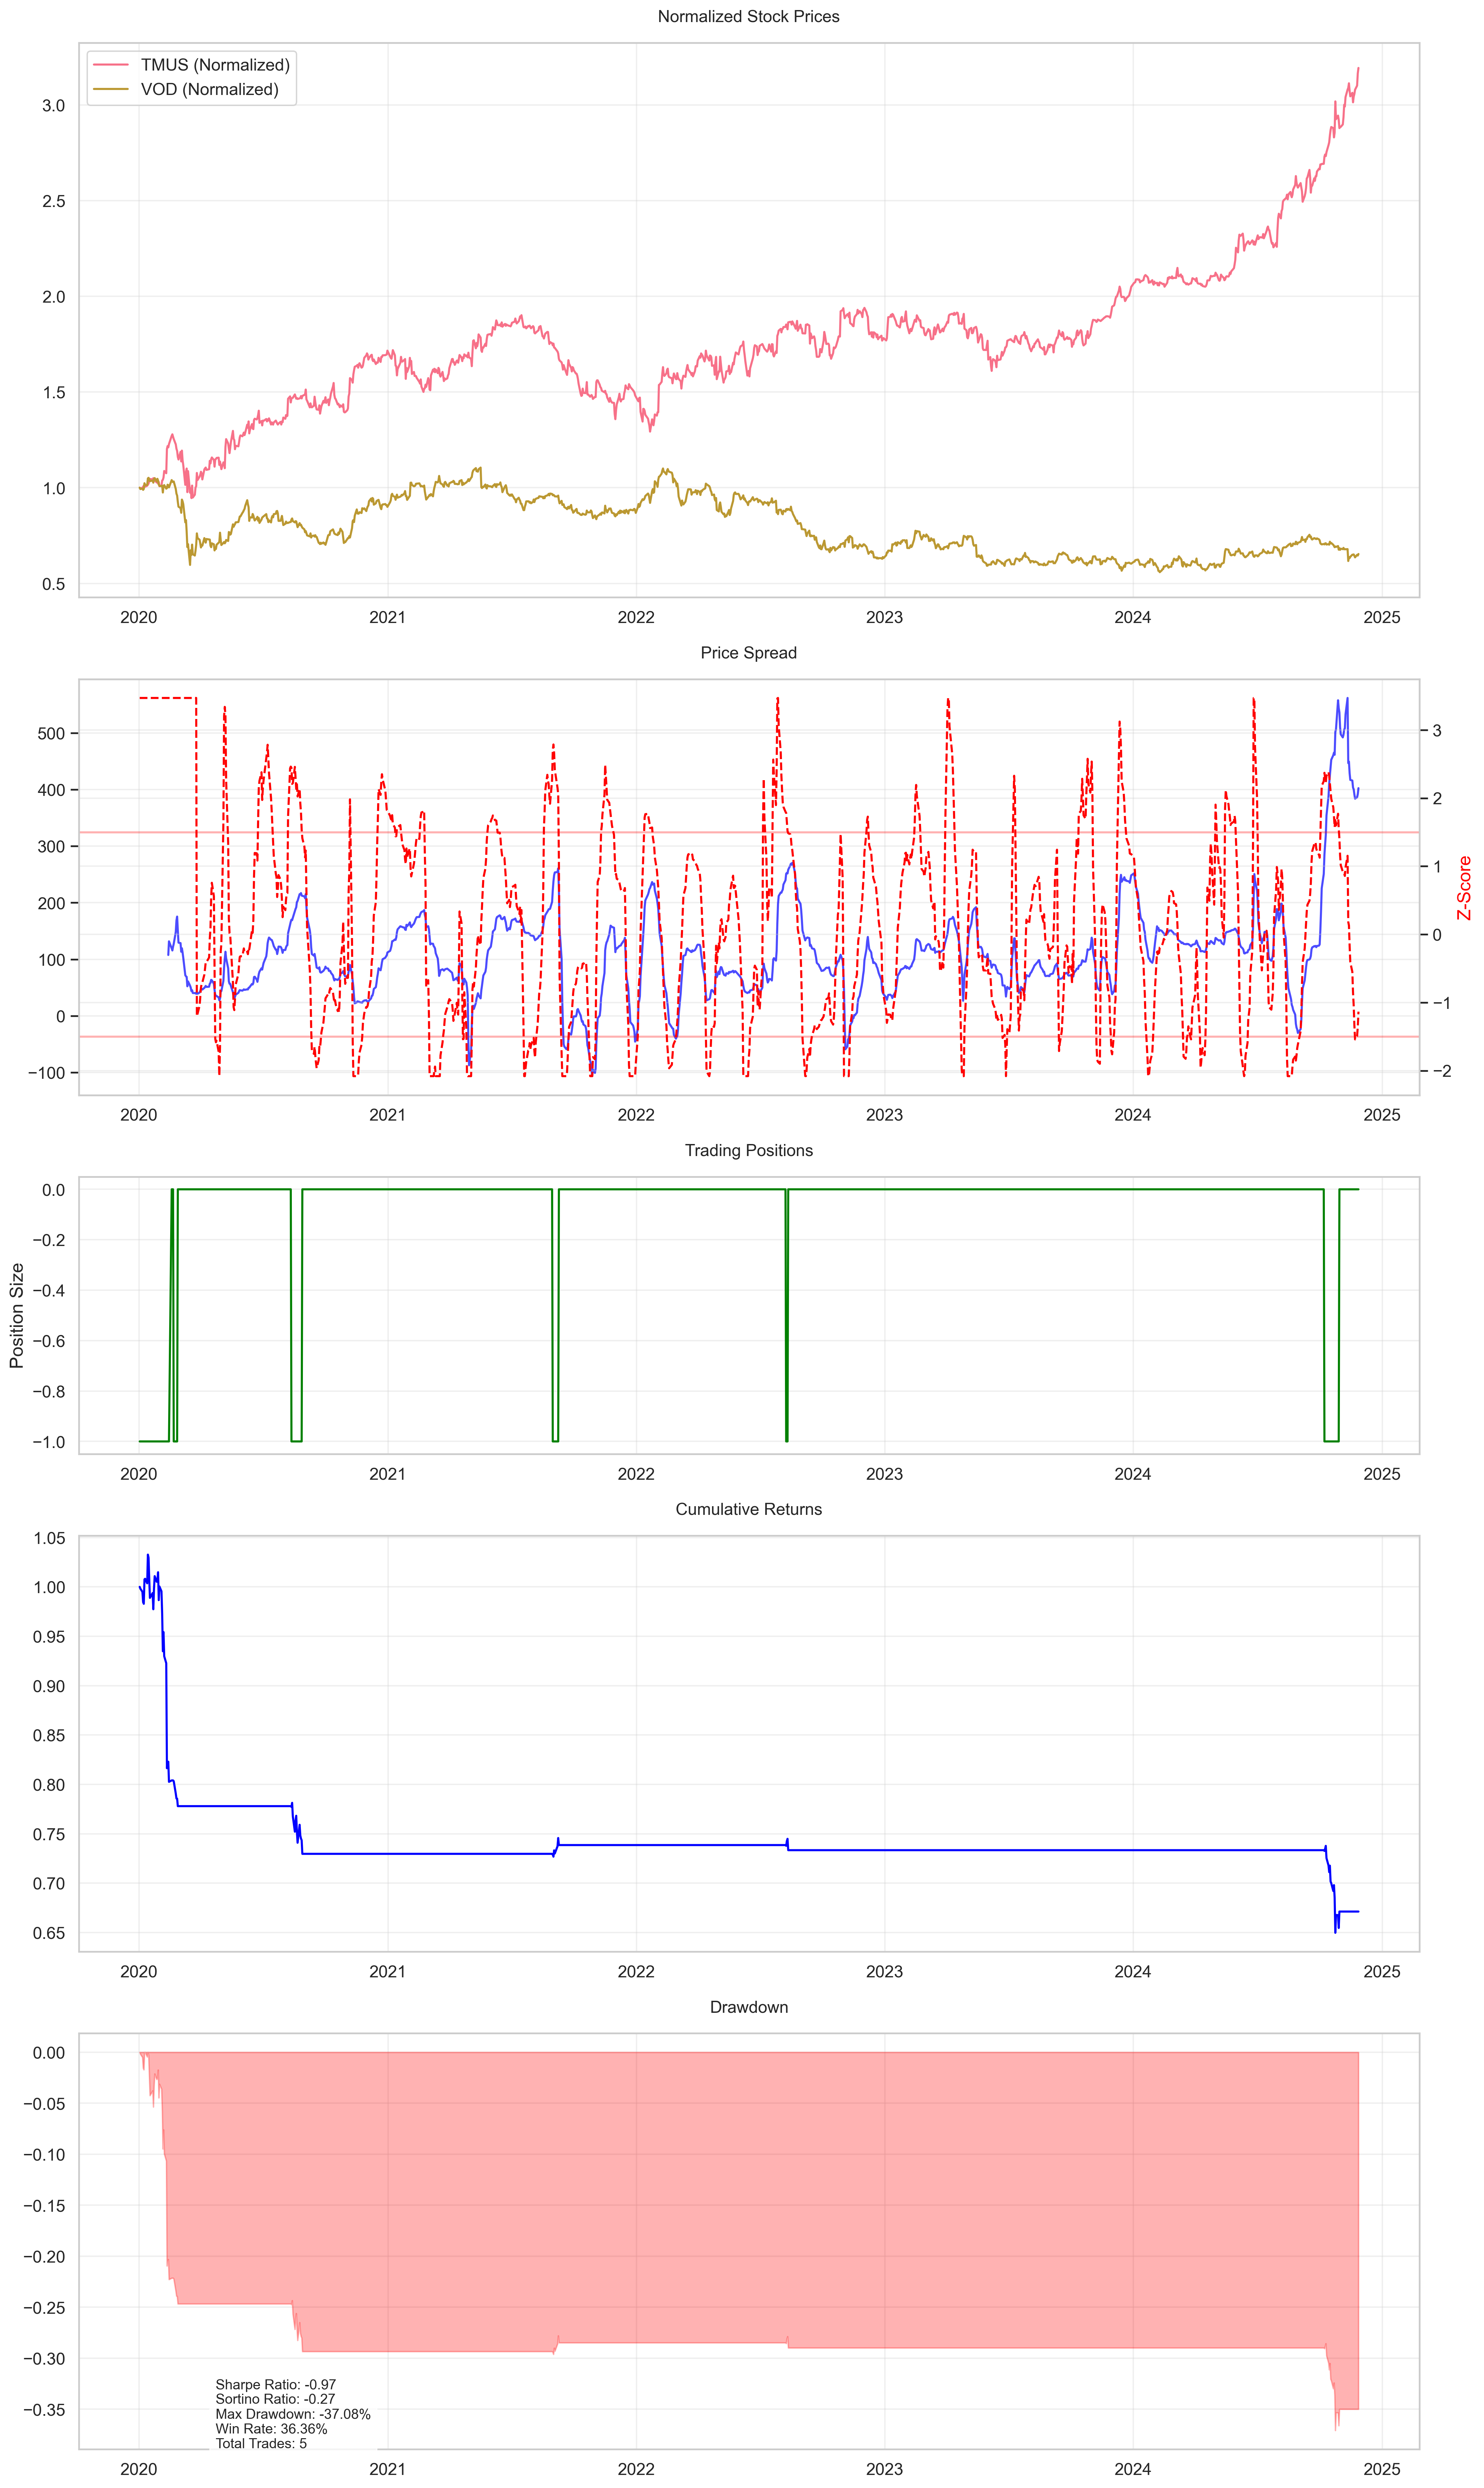 Normalized Stock Prices
TMUS (Normalized)
VOD (Normalized)
3.0
2.5
2.0
1.5
1.0
0.5
2020 2021 2022 2023 2024 2025
Price Spread
500
400
300
200
100
0
−100
3
2
1
0
−1
−2
Z-Score
2020 2021 2022 2023 2024 2025
Trading Positions
0.0
−0.2
−0.4
−0.6
−0.8
−1.0
Position Size
2020 2021 2022 2023 2024 2025
Cumulative Returns
1.05
1.00
0.95
0.90
0.85
0.80
0.75
0.70
0.65
2020 2021 2022 2023 2024 2025
Drawdown
0.00
−0.05
−0.10
−0.15
−0.20
−0.25
−0.30
−0.35
Sharpe Ratio: -0.97
Sortino Ratio: -0.27
Max Drawdown: -37.08%
Win Rate: 36.36%
Total Trades: 5
2020 2021 2022 2023 2024 2025